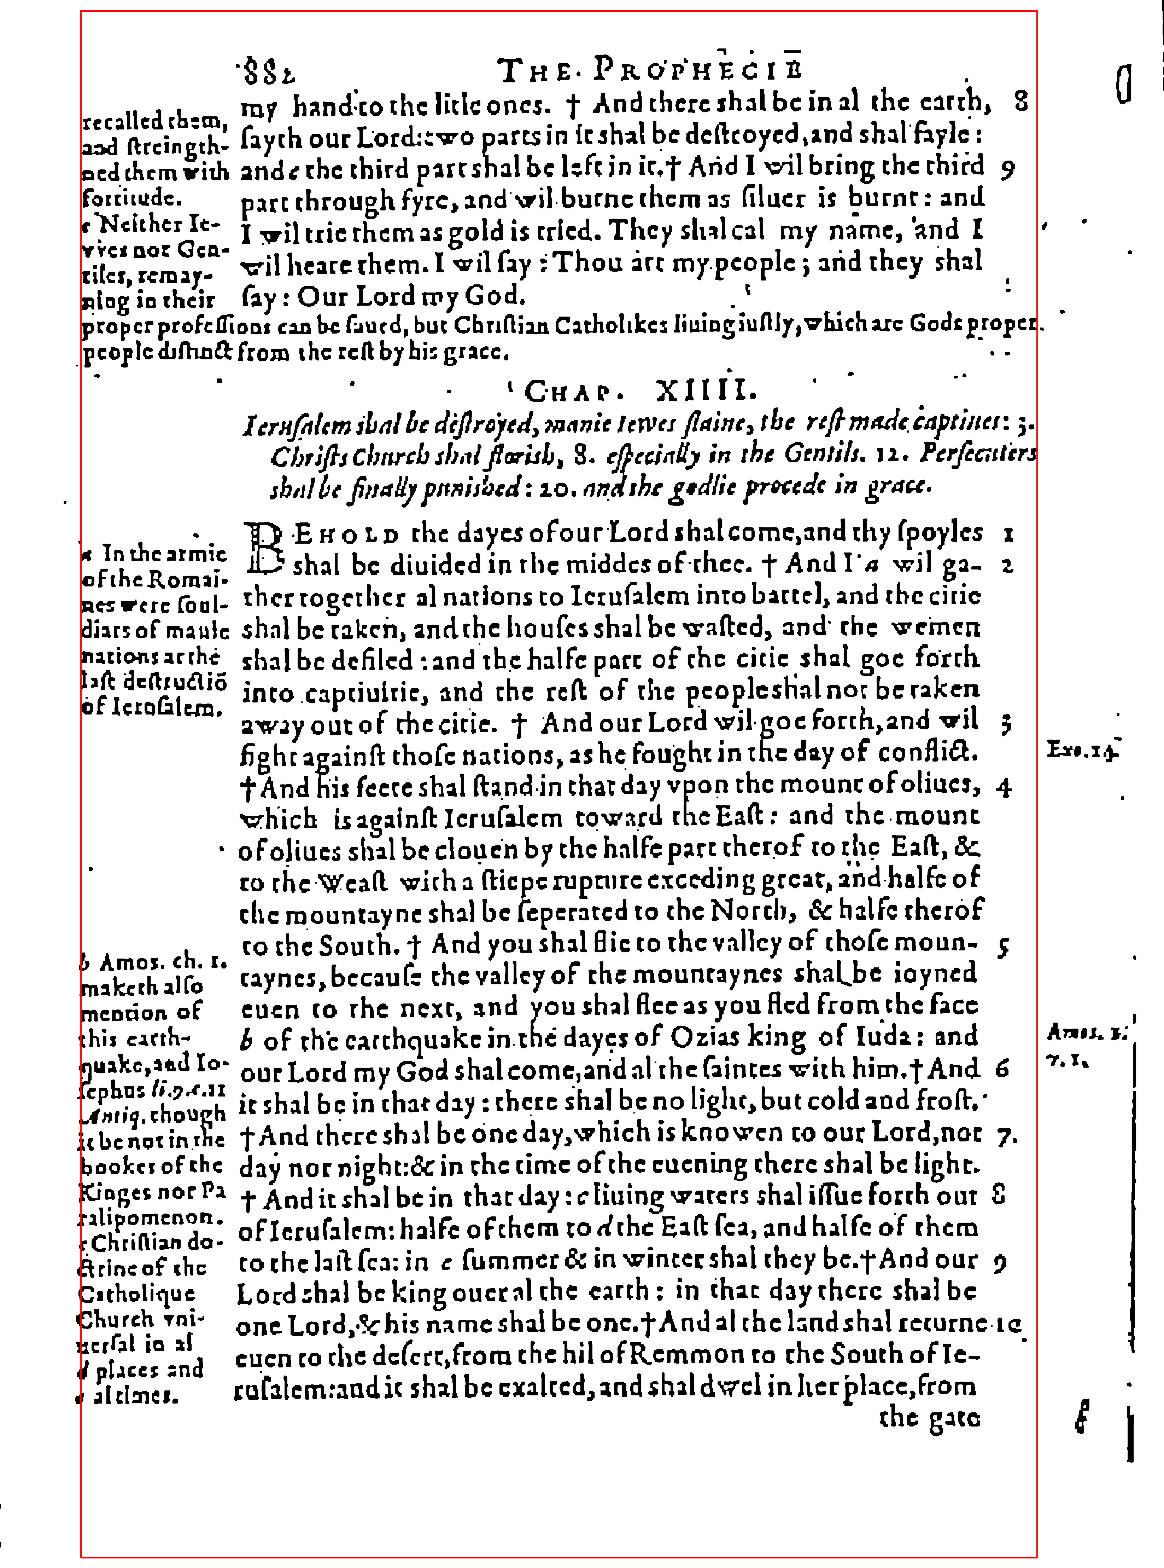 882 THE PROPHECIE
my hand to the litle ones. † And there shal be in al the earth, 8
sayth our Lord: two parts in it shal be destroyed, and shal fayle:
and e the third part shal be left in it. † And I wil bring the third 9
part through fyre, and wil burne them as siluer is burnt: and
I wil trie them as gold is tried. They shal cal my name, and I
wil heare them. I wil say: Thou art my people; and they shal
say: Our Lord my God.
recalled them,
and streingth-
ned them with
fortitude.
e Neither Ie-
vves nor Gen-
tiles, remay-
ning in their
proper professions can be saued, but Christian Catholikes liuing iustly, which are Gods proper
people distinct from the rest by his grace.
CHAP. XIIII.
Ierusalem shal be destroyed, manie Iewes slaine, the rest made captiues: 3.
Christs Church shal florish, 8. especially in the Gentils. 12. Persecuters
shal be finally punished: 20. and the godlie procede in grace.
BEHOLD the dayes of our Lord shal come, and thy spoyles 1
shal be diuided in the middes of thee. † And I a wil ga- 2
ther together al nations to Ierusalem into battel, and the citie
shal be taken, and the houses shal be wasted, and the wemen
shal be defiled: and the halfe part of the citie shal goe forth
into captiuitie, and the rest of the people shal not be taken
away out of the citie. † And our Lord wil goe forth, and wil 3
fight against those nations, as he fought in the day of conflict.
† And his feete shal stand in that day vpon the mount of oliues, 4
which is against Ierusalem toward the East: and the mount
of oliues shal be clouen by the halfe part therof to the East, &
to the Weast with a stiepe rupture exceding great, and halfe of
the mountayne shal be seperated to the North, & halfe therof
to the South. † And you shal flie to the valley of those moun- 5
taynes, because the valley of the mountaynes shal be ioyned
euen to the next, and you shal flee as you fled from the face
b of the earthquake in the dayes of Ozias king of Iuda: and
our Lord my God shal come, and al the saintes with him. † And 6
it shal be in that day: there shal be no light, but cold and frost.
† And there shal be one day, which is knowen to our Lord, not 7.
day nor night: & in the time of the euening there shal be light.
† And it shal be in that day: c liuing waters shal issue forth out 8
of Ierusalem: halfe of them to d the East sea, and halfe of them
to the last sea: in e summer & in winter shal they be. † And our 9
Lord shal be king ouer al the earth: in that day there shal be
one Lord, & his name shal be one. † And al the land shal returne 10
euen to the desert, from the hil of Remmon to the South of Ie-
rusalem: and it shal be exalted, and shal dwel in her place, from
the gate
a In the armie
of the Romai-
nes were soul-
diars of manie
nations at the
last destructiō
of Ierosalem.
b Amos. ch. 1.
maketh also
mention of
this earth-
quake, and Io-
sephus li. 9. c. 11
Antiq. though
it be not in the
bookes of the
Kinges nor Pa
ralipomenon.
c Christian do-
ctrine of the
Catholique
Church vni-
uersal in al
d places and
e al times.
Exo. 14.
Amos. 1.
7. 1.